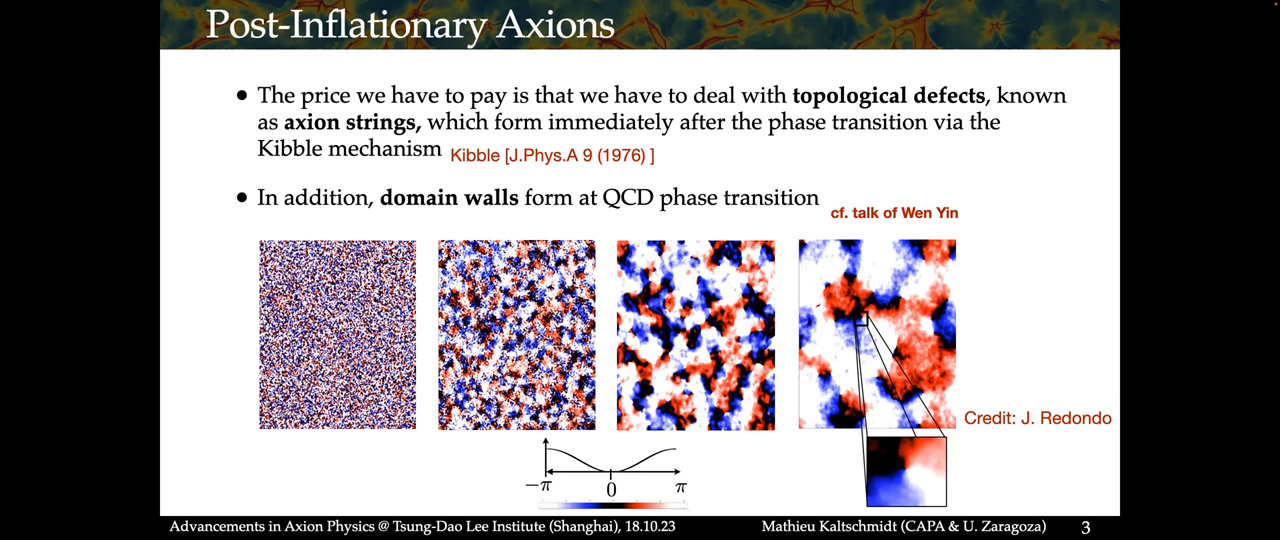 Post-Inflationary Axions
• The price we have to pay is that we have to deal with topological defects, known
as axion strings, which form immediately after the phase transition via the
Kibble mechanism Kibble [J.Phys.A 9 (1976) ]
• In addition, domain walls form at QCD phase transition
cf. talk of Wen Yin
Credit: J. Redondo
−π 0 π
Advancements in Axion Physics @ Tsung-Dao Lee Institute (Shanghai), 18.10.23 Mathieu Kaltschmidt (CAPA & U. Zaragoza) 3